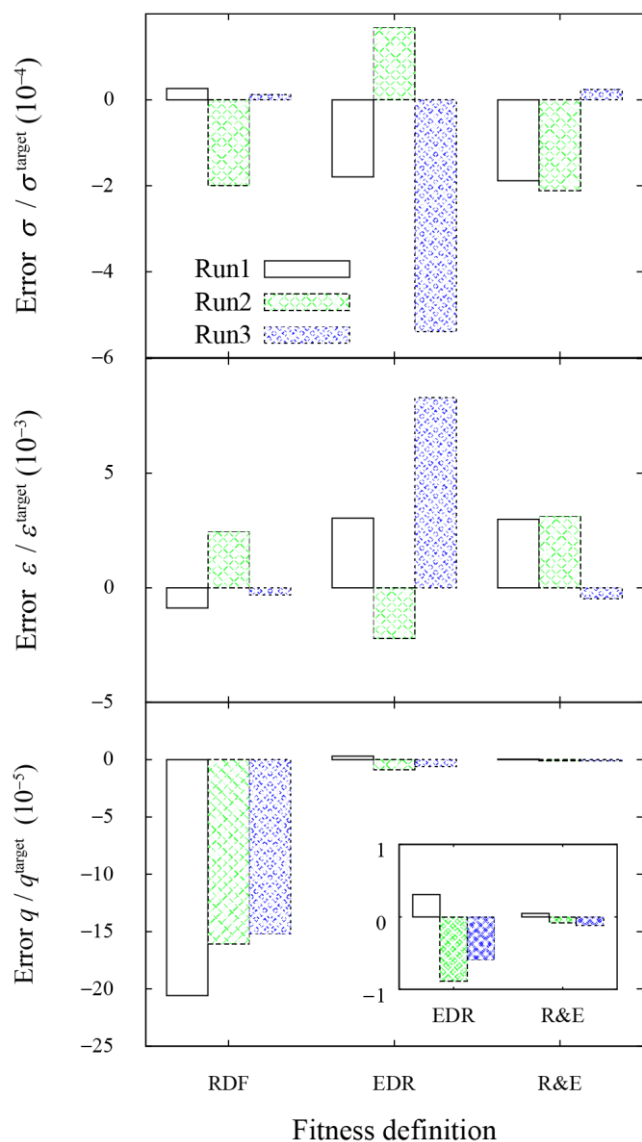 Error σ / σ^target (10^−4)
0
−2
−4
−6
Run1
Run2
Run3
Error ε / ε^target (10^−3)
5
0
−5
Error q / q^target (10^−5)
0
−5
−10
−15
−20
−25
1
0
−1
EDR R&E
RDF EDR R&E
Fitness definition